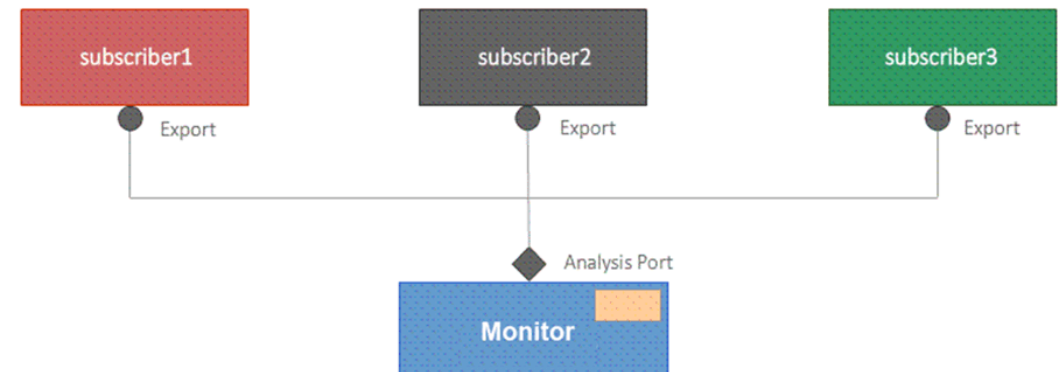 subscriber1
subscriber2
subscriber3
Export
Export
Export
Analysis Port
Monitor